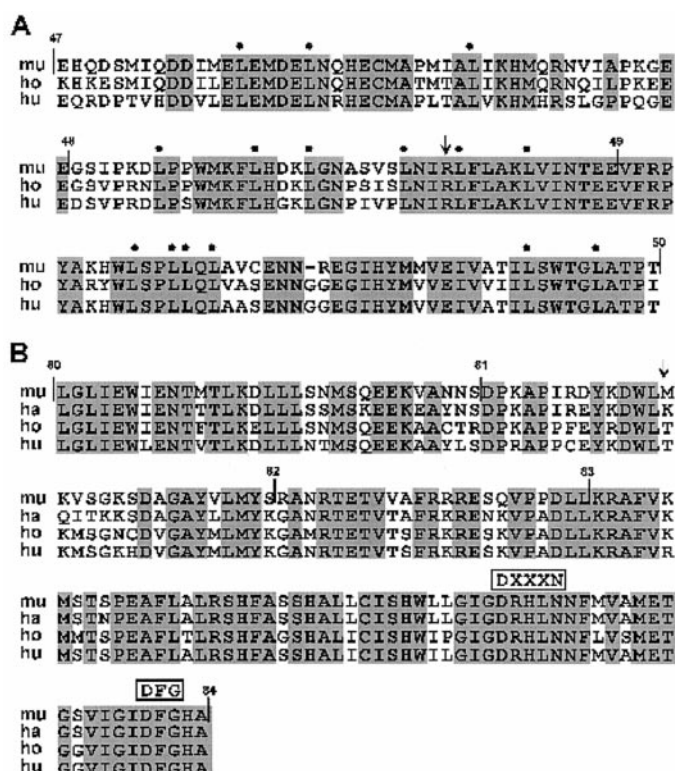 A
47
mu EHQDSMIQDDIMELEMDELNQHECMAPMIALIKHMQRNVIAPKGE
ho KHKESMIQDDILELEMDELNQHECMATMTALIKHMQRNQILPKEE
hu EQRDPTVHDDVLELEMDELNRHECMAPLTALVKHMHRSLGPPQGE
48 49
mu EGSIPKDLPPWMKFLHDKLGNASVSLNIRLFLAKLVINTEEVFRP
ho EGSVPRNLPPWMKFLHDKLGNPSISLNIRLFLAKLVINTEEVFRP
hu EDSVPRDLPSWMKFLHGKLGNPIVPLNIRLFLAKLVINTEEVFRP
50
mu YAKHWLSPLLQLAVCENN-REGIHYMMVEIVATILSWTGLATPT
ho YARYWLSPLLQLVASENNGGEGIHYMVVEIVVIILSWTGLATPI
hu YAKHWLSPLLQLAASENNGGEGIHYMVVEIVATILSWTGLATPT
B
80 81
mu LGLIEWIENTMTLKDLLLSNMSQEEKVANNSDPKAPIRDYKDWLM
ha LGLIEWIENTTTLKDLLLSSMSKEEKEAYNSDPKAPIREYKDWLK
ho LGLIEWIENTFTLKELLLSNMSQEEKAACTRDPKAPPFEYRDWLT
hu LGLIEWLENTVTLKDLLLNTMSQEEKAAYLSDPRAPPCEYKDWLT
82 83
mu KVSGKSDAGAYVLMYSRANRTETVVAFRRRESQVPPDLLKRAFVK
ha QITKKSDAGAYLLMYKGANRTETVTAFRKRENKVPADLLKRAFVK
ho KMSGNCDVGAYMLMYKGAMRTETVTSFRKRESKVPADLLKRAFVK
hu KMSGKHDVGAYMLMYKGANRTETVTSFRKRESKVPADLLKRAFVR
DXXXN
mu MSTSPEAFLALRSHFASSHALLCISHWLLGIGDRHLNNFMVAMET
ha MSTNPEAFLALRSHFASSHALICISHWLLGIGDRHLNNFMVAMET
ho MMTSPEAFLTLRSHFAGSHALICISHWIPGIGDRHLNNFLVSMET
hu MSTSPEAFLALRSHFASSHALICISHWILGIGDRHLNNFMVAMET
DFG 84
mu GSVIGIDFGHA
ha GSVIGIDFGHA
ho GGVIGIDFGHA
hu GGVIGIDFGHA